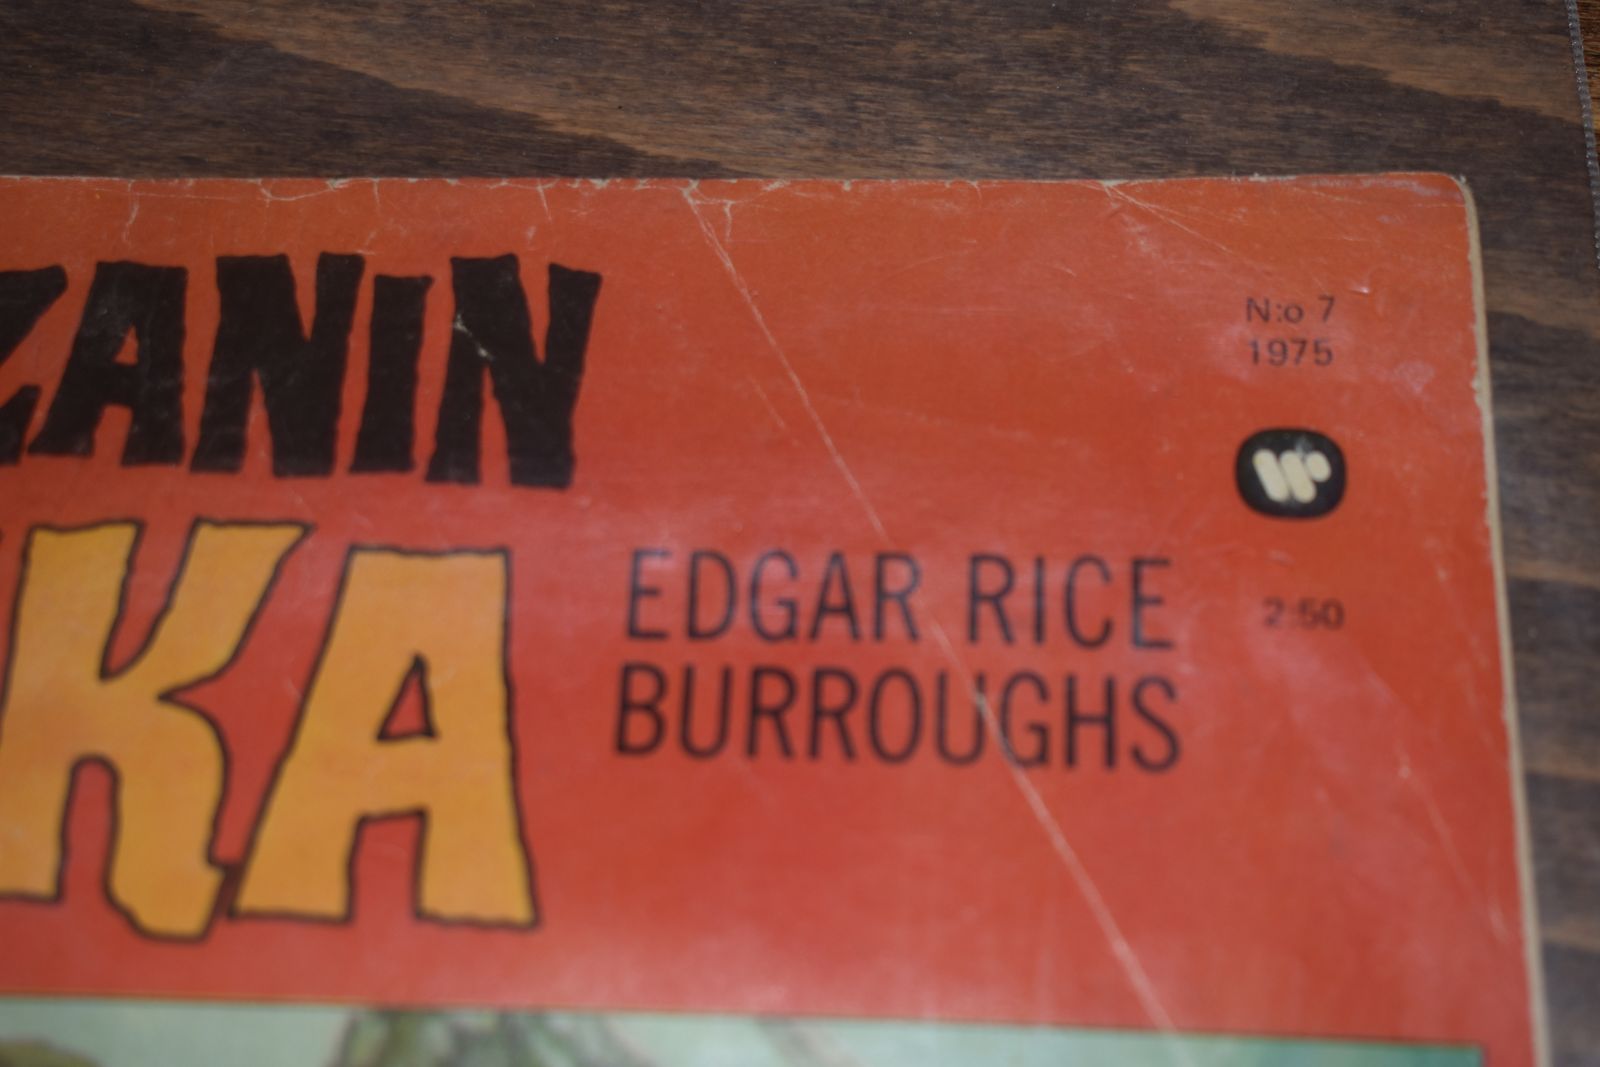 ZANIN
KA
EDGAR RICE
BURROUGHS
N:o 7
1975
2:50